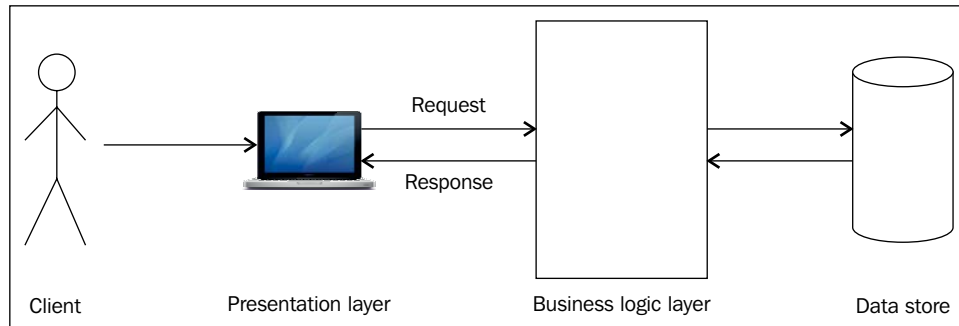 Request
Response
Client
Presentation layer
Business logic layer
Data store